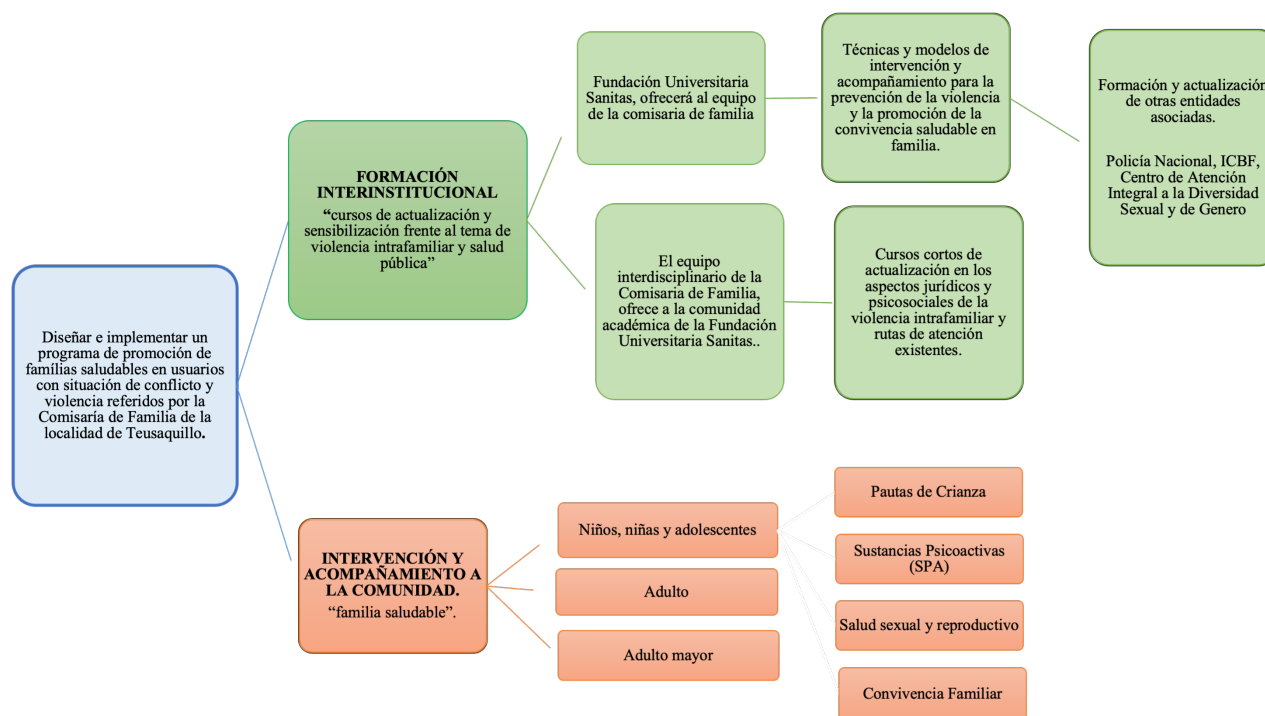 Diseñar e implementar un
programa de promoción de
famílias saludables en usuarios
con situación de conflicto y
violencia referidos por la
Comisaría de Familia de la
localidad de Teusaquillo.
FORMACIÓN
INTERINSTITUCIONAL
“cursos de actualización y
sensibilización frente al tema de
violencia intrafamiliar y salud
pública”
Fundación Universitaria
Sanitas, ofrecerá al equipo
de la comisaria de familia
Técnicas y modelos de
intervención y
acompañamiento para la
prevención de la violencia
y la promoción de la
convivencia saludable en
familia.
Formación y actualización
de otras entidades
asociadas.
Policía Nacional, ICBF,
Centro de Atención
Integral a la Diversidad
Sexual y de Genero
El equipo
interdisciplinario de la
Comisaria de Familia,
ofrece a la comunidad
académica de la Fundación
Universitaria Sanitas..
Cursos cortos de
actualización en los
aspectos jurídicos y
psicosociales de la
violencia intrafamiliar y
rutas de atención
existentes.
INTERVENCIÓN Y
ACOMPAÑAMIENTO A
LA COMUNIDAD.
“familia saludable”.
Niños, niñas y adolescentes
Adulto
Adulto mayor
Pautas de Crianza
Sustancias Psicoactivas
(SPA)
Salud sexual y reproductivo
Convivencia Familiar